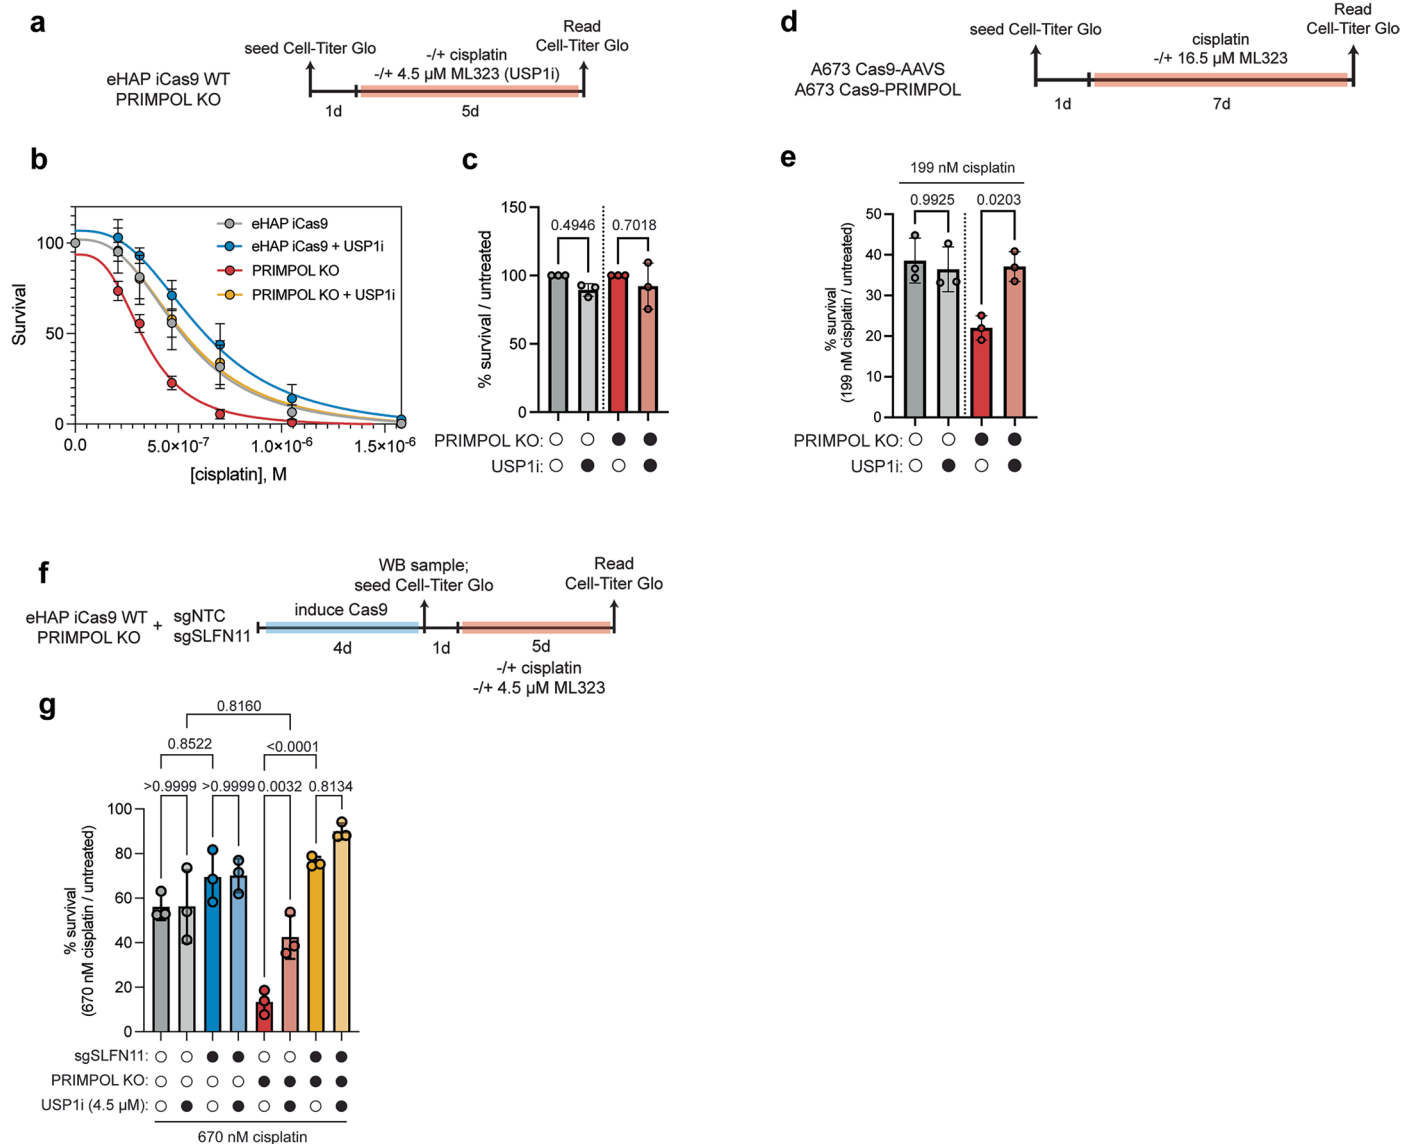 a
seed Cell-Titer Glo
-/+ cisplatin
-/+ 4.5 µM ML323 (USP1i)
Read
Cell-Titer Glo
eHAP iCas9 WT
PRIMPOL KO
1d
5d
d
seed Cell-Titer Glo
cisplatin
-/+ 16.5 µM ML323
Read
Cell-Titer Glo
A673 Cas9-AAVS
A673 Cas9-PRIMPOL
1d
7d
b
Survival
100
50
0
0.0
5.0×10⁻⁷
1.0×10⁻⁶
1.5×10⁻⁶
[cisplatin], M
eHAP iCas9
eHAP iCas9 + USP1i
PRIMPOL KO
PRIMPOL KO + USP1i
c
% survival / untreated
150
100
50
0
0.4946
0.7018
PRIMPOL KO:
USP1i:
e
199 nM cisplatin
0.9925
0.0203
% survival
(199 nM cisplatin / untreated)
50
40
30
20
10
0
PRIMPOL KO:
USP1i:
f
eHAP iCas9 WT
PRIMPOL KO
+
sgNTC
sgSLFN11
induce Cas9
WB sample;
seed Cell-Titer Glo
Read
Cell-Titer Glo
4d
1d
5d
-/+ cisplatin
-/+ 4.5 µM ML323
g
0.8160
0.8522
<0.0001
>0.9999
>0.9999
0.0032
0.8134
% survival
(670 nM cisplatin / untreated)
100
80
60
40
20
0
sgSLFN11:
PRIMPOL KO:
USP1i (4.5 µM):
670 nM cisplatin